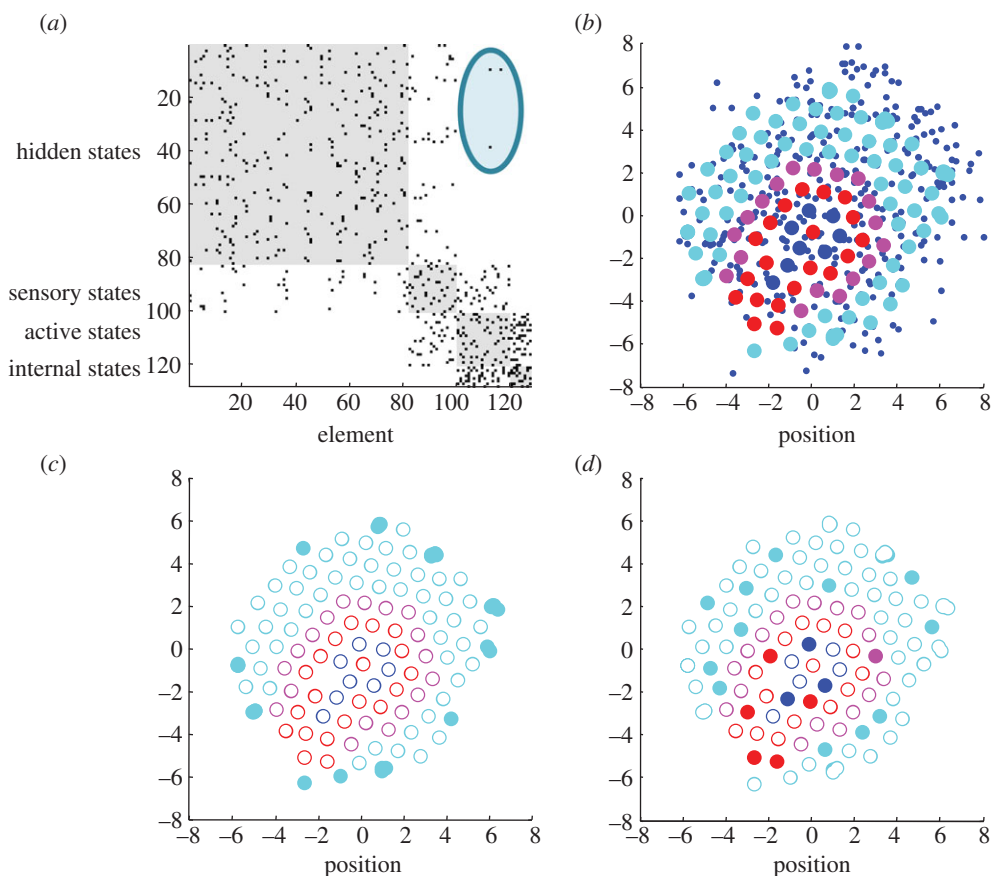 (a)
20
hidden states 40
60
80
sensory states
100
active states
internal states 120
20 40 60 80 100 120
element
(b)
8
6
4
2
0
−2
−4
−6
−8
−8 −6 −4 −2 0 2 4 6 8
position
(c)
8
6
4
2
0
−2
−4
−6
−8
−8 −6 −4 −2 0 2 4 6 8
position
(d)
8
6
4
2
0
−2
−4
−6
−8
−8 −6 −4 −2 0 2 4 6 8
position